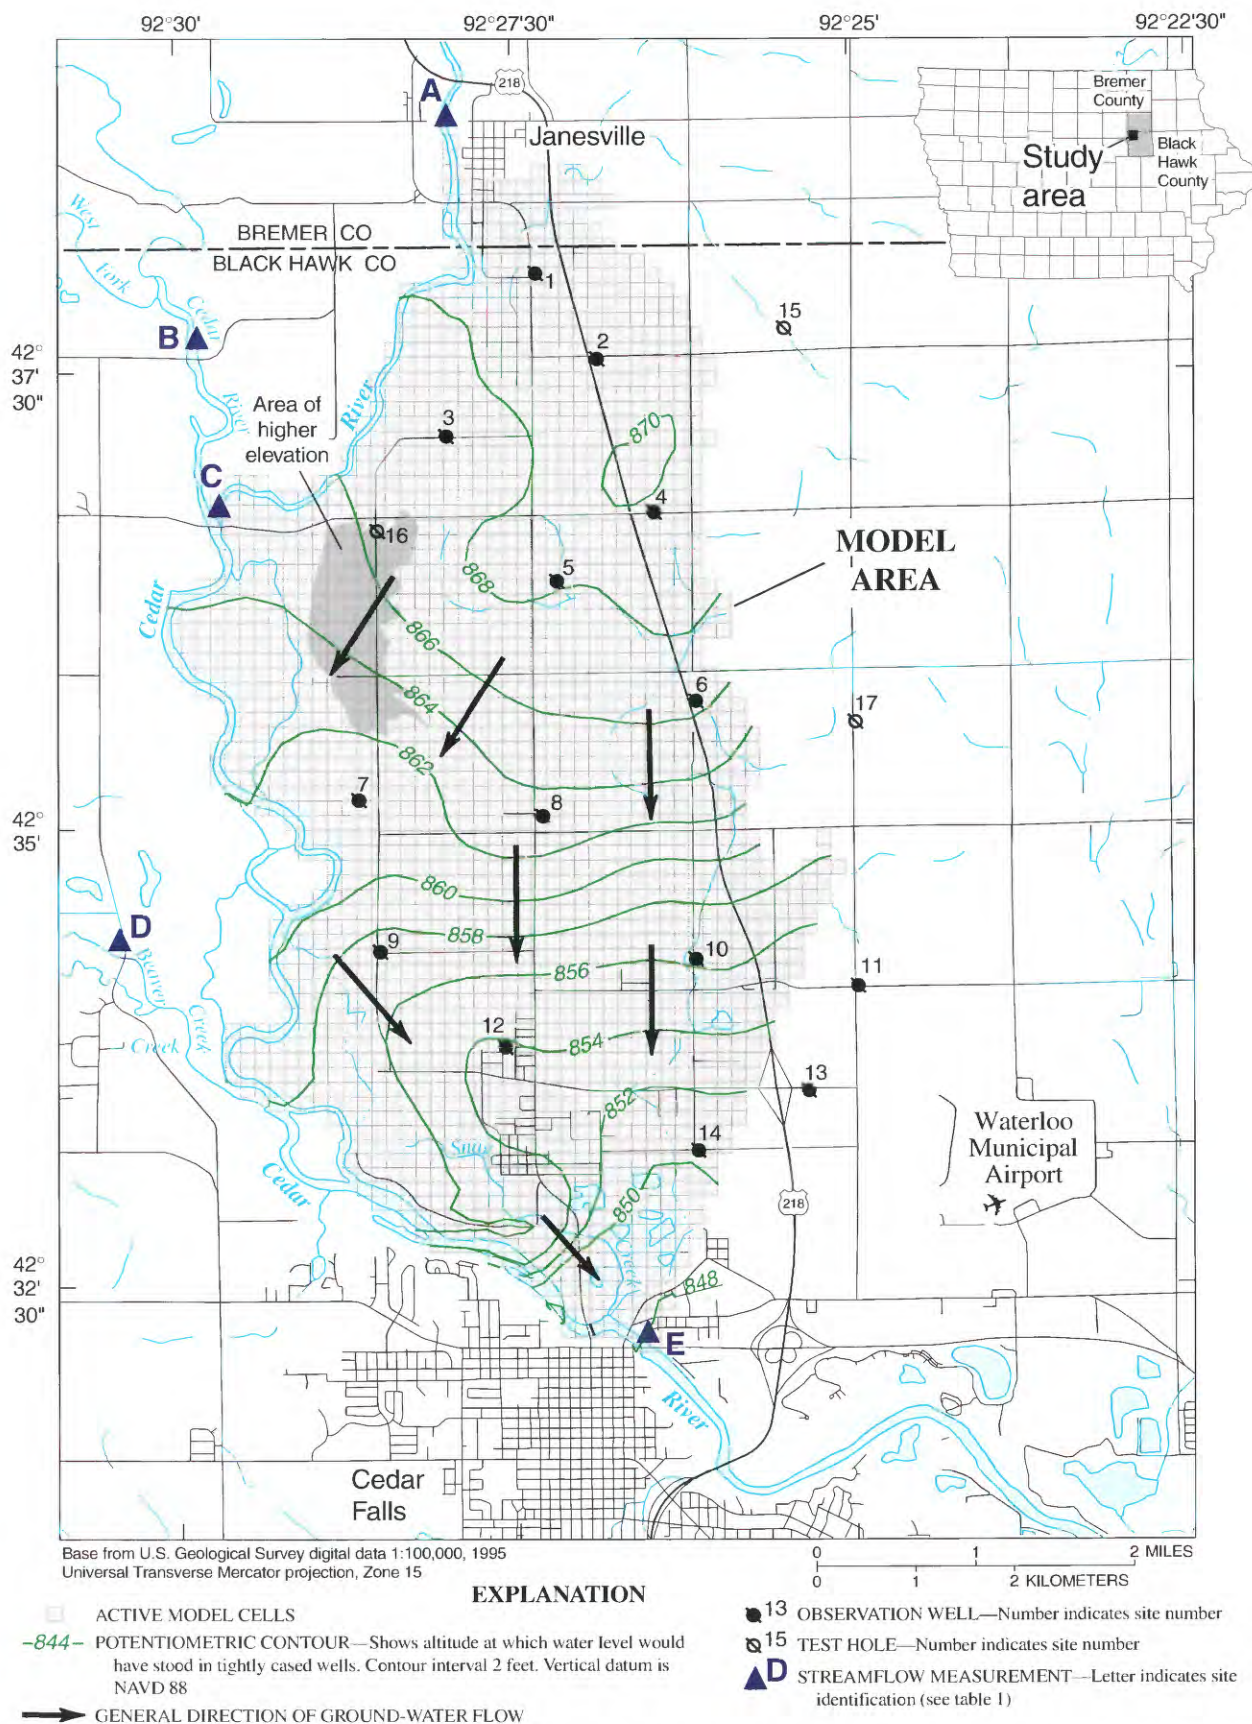 92°30'
92°27'30"
92°25'
92°22'30"
A
218
Janesville
Bremer
County
Study
area
Black
Hawk
County
West
Fork
Cedar
River
BREMER CO
BLACK HAWK CO
1
15
B
2
42°
37'
30"
Area of
higher
elevation
River
3
870
C
4
16
MODEL
AREA
868
5
Cedar
866
6
864
17
862
7
8
42°
35'
860
D
858
9
10
11
856
Beaver
Creek
Creek
12
854
13
852
Waterloo
Municipal
Airport
14
Snag
Cedar
850
218
Creek
42°
32'
30"
848
E
River
Cedar
Falls
Base from U.S. Geological Survey digital data 1:100,000, 1995
Universal Transverse Mercator projection, Zone 15
0 1 2 MILES
0 1 2 KILOMETERS
EXPLANATION
ACTIVE MODEL CELLS
–844– POTENTIOMETRIC CONTOUR—Shows altitude at which water level would
have stood in tightly cased wells. Contour interval 2 feet. Vertical datum is
NAVD 88
GENERAL DIRECTION OF GROUND-WATER FLOW
13 OBSERVATION WELL—Number indicates site number
15 TEST HOLE—Number indicates site number
D STREAMFLOW MEASUREMENT—Letter indicates site
identification (see table 1)